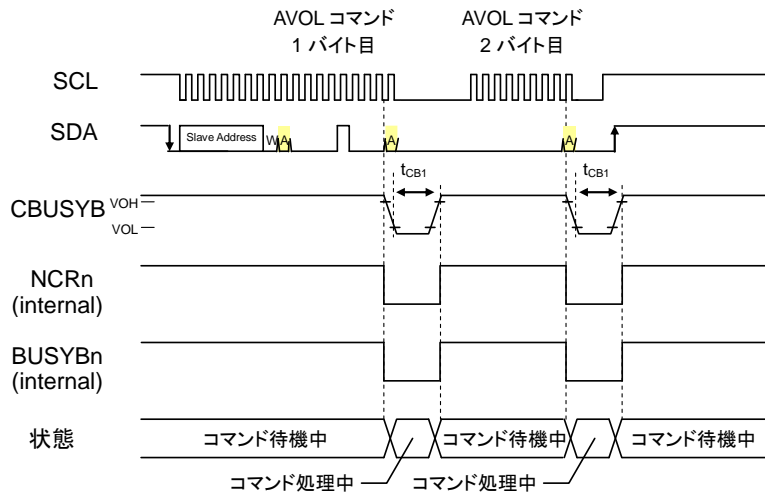 AVOL コマンド
1 バイト目
AVOL コマンド
2 バイト目
SCL
SDA
Slave Address
W
A
A
A
tCB1
tCB1
CBUSYB
VOH
VOL
NCRn
(internal)
BUSYBn
(internal)
状態
コマンド待機中
コマンド待機中
コマンド待機中
コマンド処理中
コマンド処理中